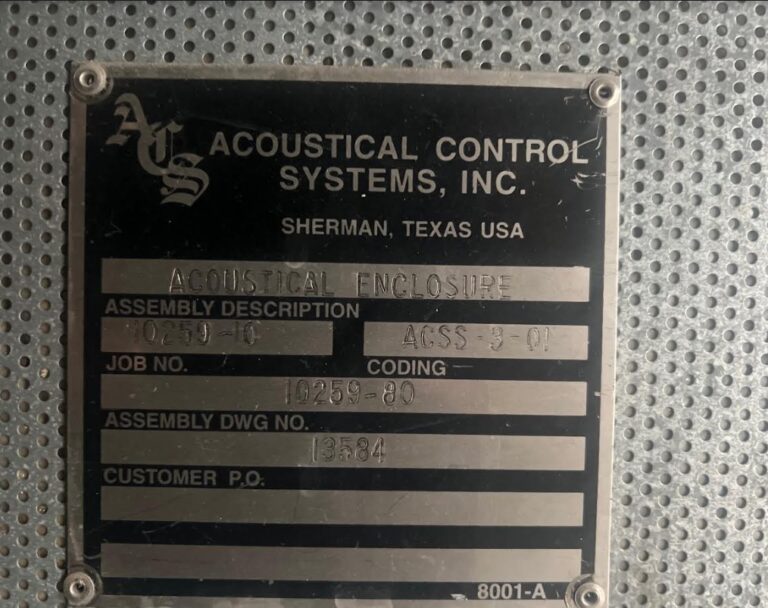 ACS
ACOUSTICAL CONTROL
SYSTEMS, INC.
SHERMAN, TEXAS USA
ACOUSTICAL ENCLOSURE
ASSEMBLY DESCRIPTION
10259-10 ACSS-3-01
JOB NO. CODING
10259-80
ASSEMBLY DWG NO.
13584
CUSTOMER P.O.
8001-A